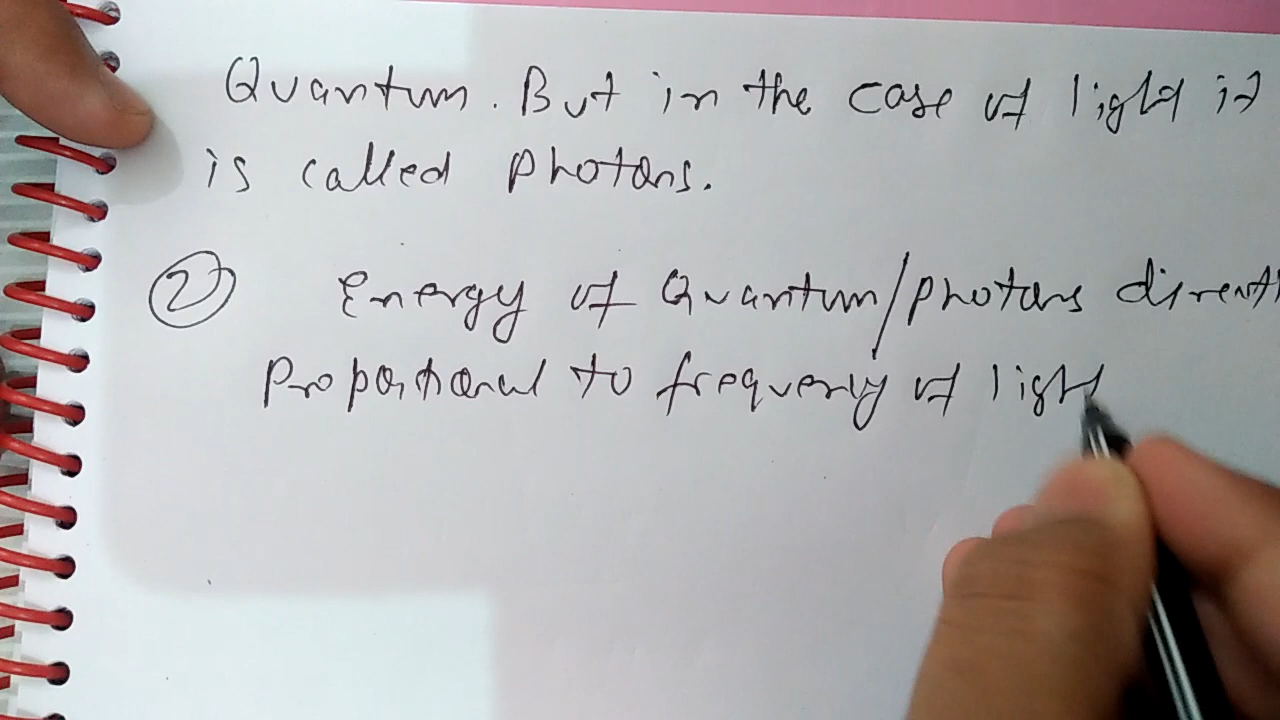 Quantum. But in the case of light it
is called photons.
② Energy of Quantum/photons directl
Proportional to frequency of light